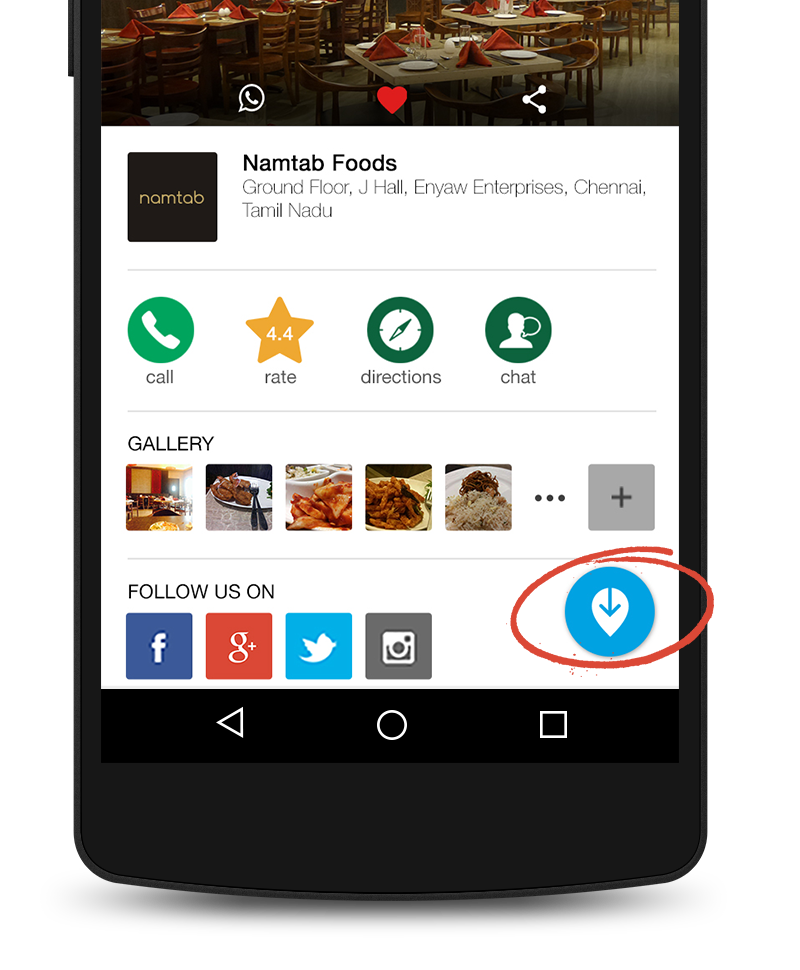 namtab
Namtab Foods
Ground Floor, J Hall, Enyaw Enterprises, Chennai,
Tamil Nadu
4.4
call
rate
directions
chat
GALLERY
•••
+
FOLLOW US ON
f
g+